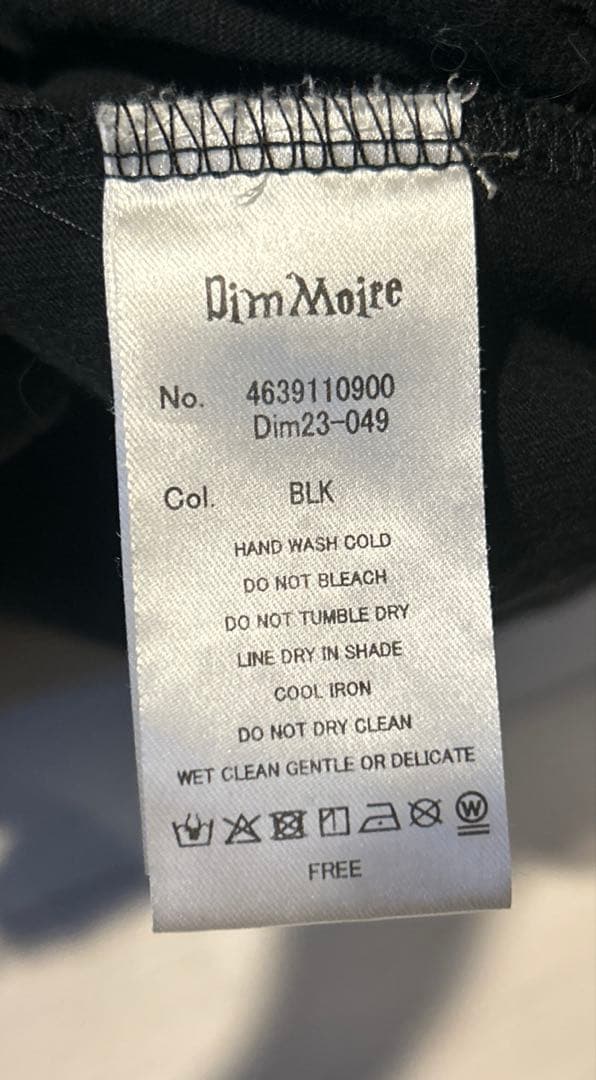 Dim Moire
No. 4639110900
Dim23-049
Col. BLK
HAND WASH COLD
DO NOT BLEACH
DO NOT TUMBLE DRY
LINE DRY IN SHADE
COOL IRON
DO NOT DRY CLEAN
WET CLEAN GENTLE OR DELICATE
W
FREE